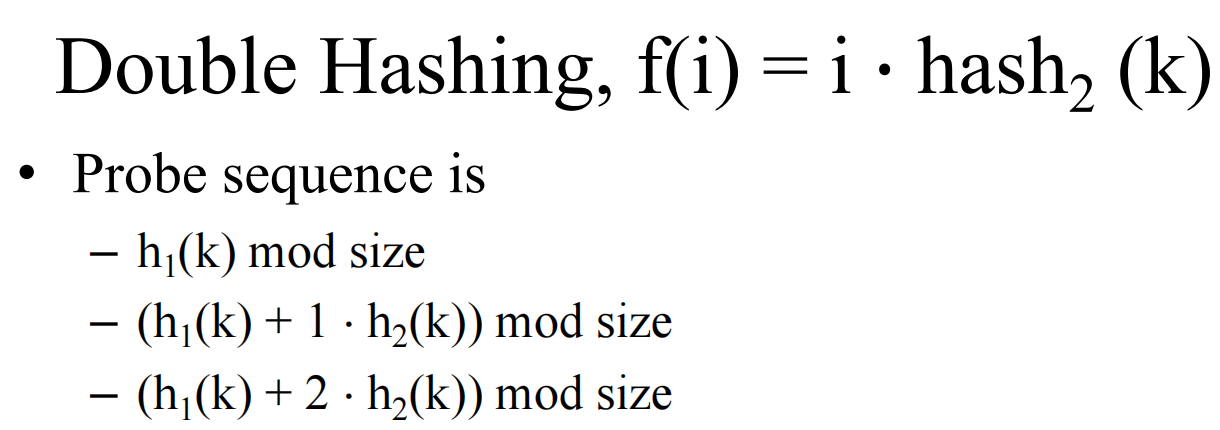 Double Hashing, f(i) = i · hash₂ (k)
• Probe sequence is
– h₁(k) mod size
– (h₁(k) + 1 · h₂(k)) mod size
– (h₁(k) + 2 · h₂(k)) mod size